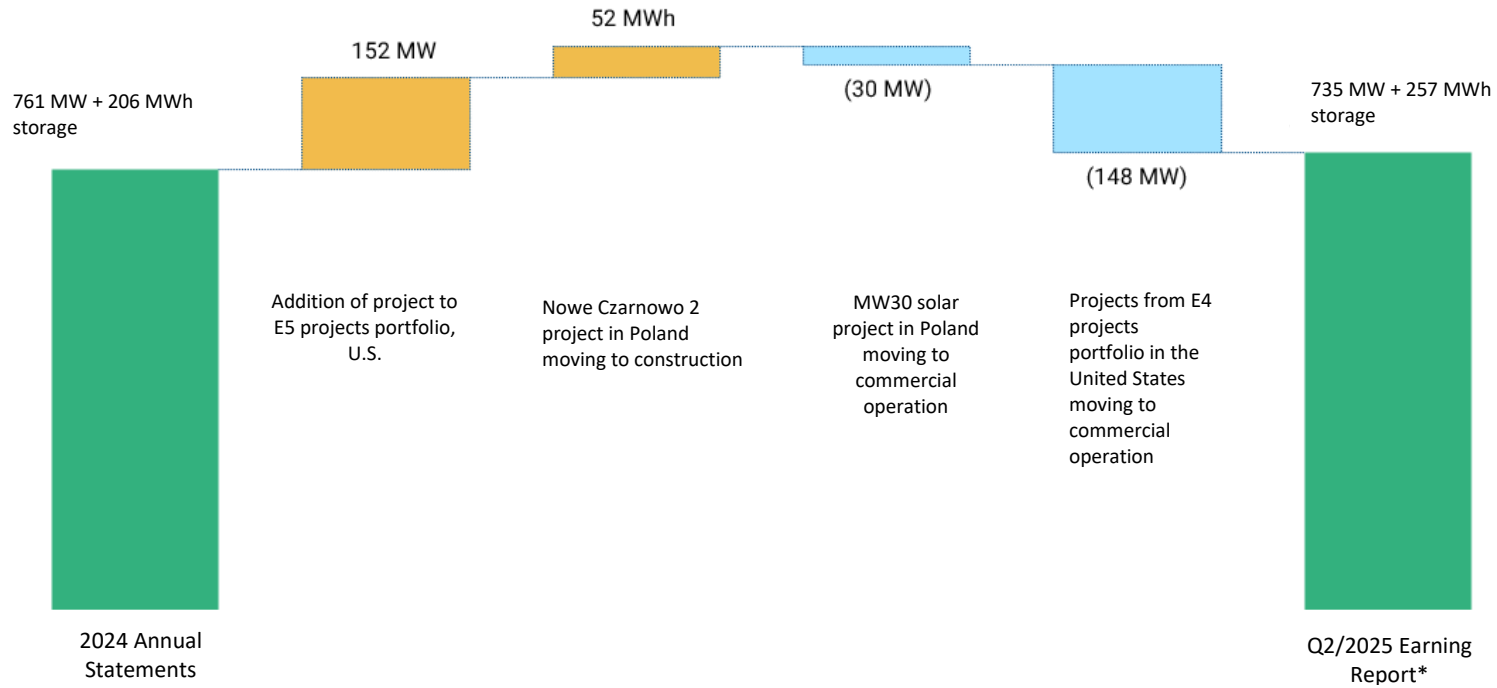 52 MWh
152 MW
761 MW + 206 MWh
storage
(30 MW)
735 MW + 257 MWh
storage
(148 MW)
Addition of project to
E5 projects portfolio,
U.S.
Nowe Czarnowo 2
project in Poland
moving to construction
MW30 solar
project in Poland
moving to
commercial
operation
Projects from E4
projects
portfolio in the
United States
moving to
commercial
operation
2024 Annual
Statements
Q2/2025 Earning
Report*